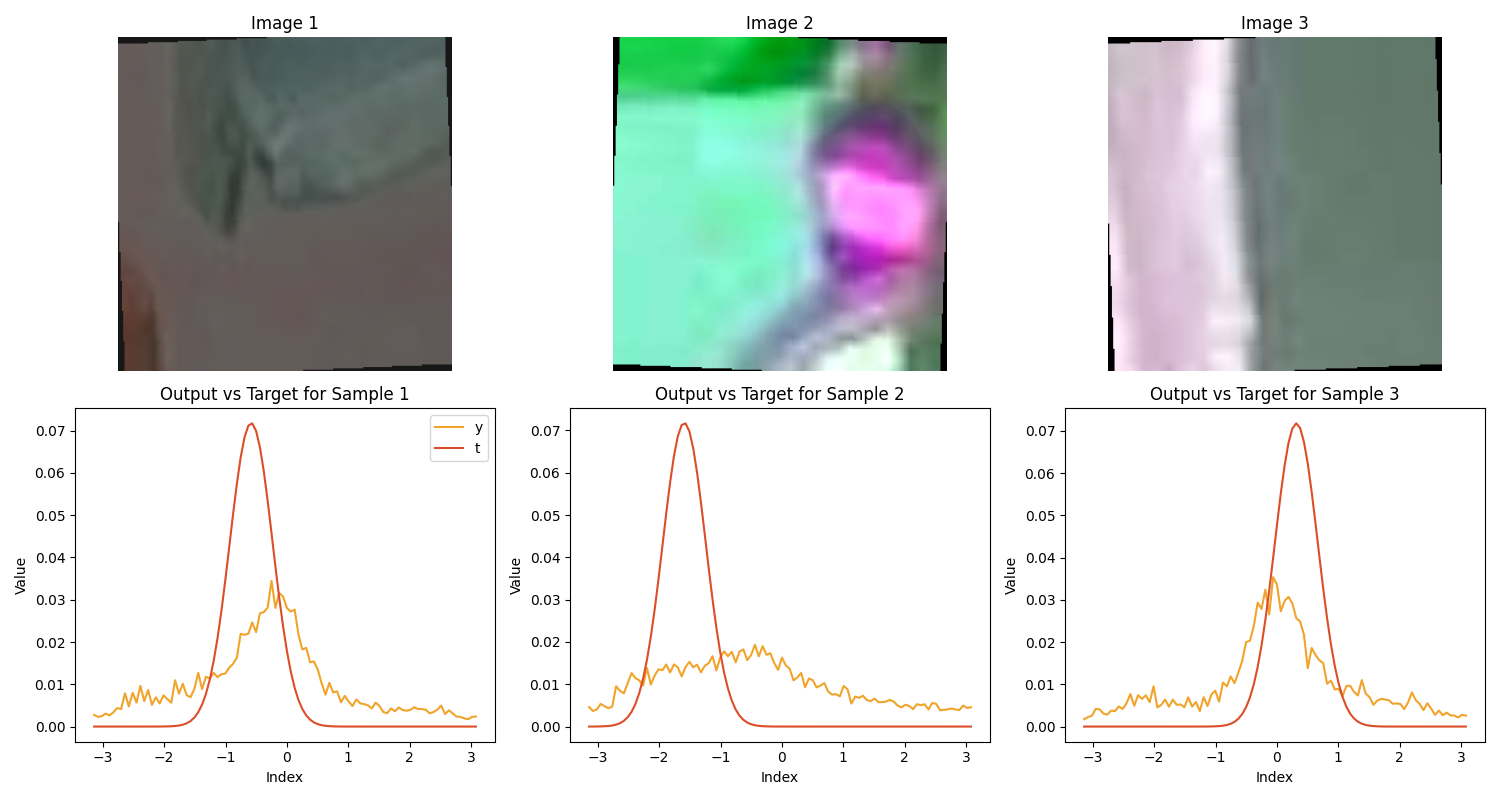 Image 1
Image 2
Image 3
Output vs Target for Sample 1
Output vs Target for Sample 2
Output vs Target for Sample 3
y
t
Value
0.07
0.06
0.05
0.04
0.03
0.02
0.01
0.00
−3 −2 −1 0 1 2 3
Index
Value
0.07
0.06
0.05
0.04
0.03
0.02
0.01
0.00
−3 −2 −1 0 1 2 3
Index
Value
0.07
0.06
0.05
0.04
0.03
0.02
0.01
0.00
−3 −2 −1 0 1 2 3
Index